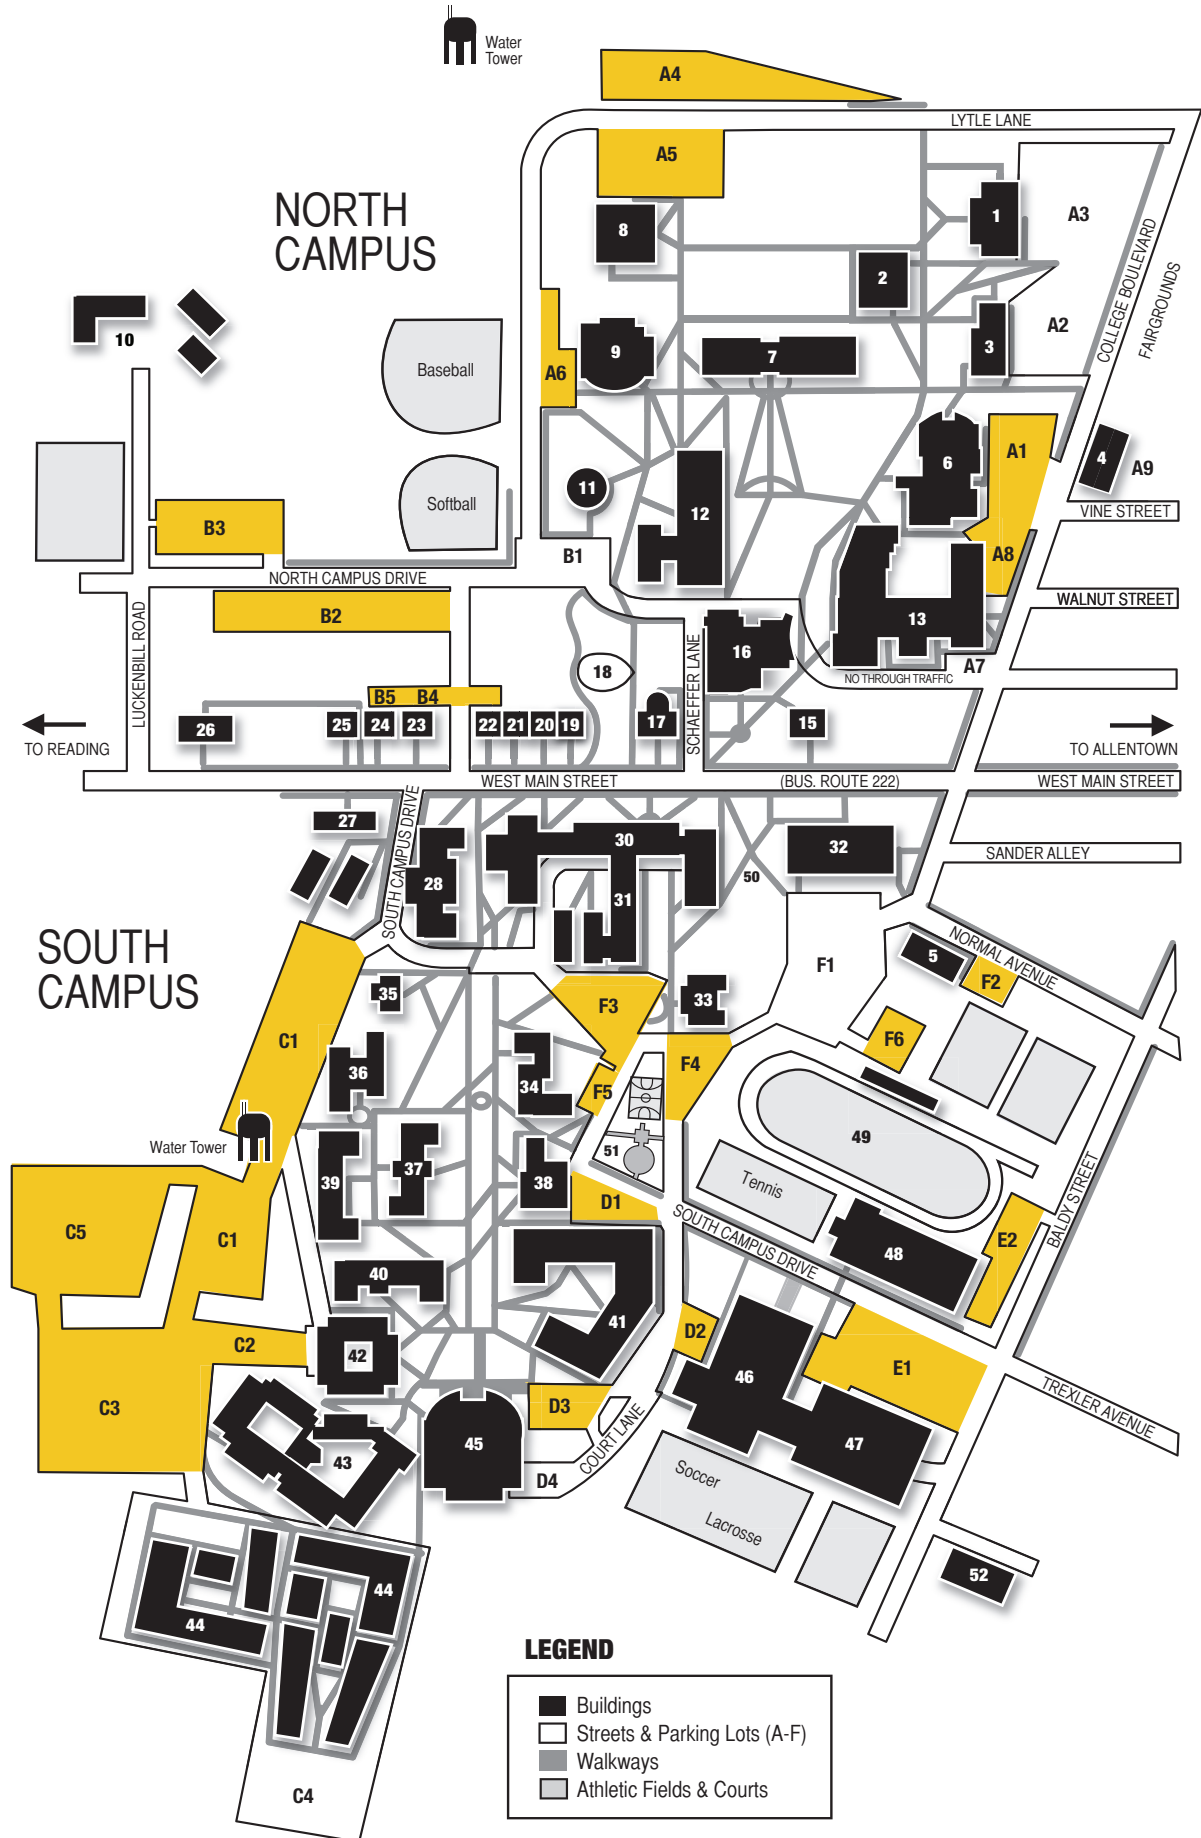 Water
Tower
A4
LYTLE LANE
A5
NORTH
CAMPUS
1
A3
8
2
COLLEGE BOULEVARD
FAIRGROUNDS
10
A2
3
9
7
Baseball
A6
A1
6
4
A9
11
Softball
12
VINE STREET
B3
B1
A8
NORTH CAMPUS DRIVE
WALNUT STREET
B2
13
LUCKENBILL ROAD
16
A7
18
SCHAEFFER LANE
NO THROUGH TRAFFIC
B5
B4
26
25
24
23
22
21
20
19
17
15
TO READING
TO ALLENTOWN
WEST MAIN STREET
(BUS. ROUTE 222)
WEST MAIN STREET
27
SOUTH CAMPUS DRIVE
30
32
SANDER ALLEY
28
50
31
SOUTH
CAMPUS
NORMAL AVENUE
5
F1
F2
35
33
F3
C1
F6
36
F4
34
F5
49
Water Tower
51
BALDY STREET
37
39
38
Tennis
D1
C5
C1
SOUTH CAMPUS DRIVE
E2
48
40
41
C2
42
D2
46
E1
TREXLER AVENUE
C3
D3
45
COURT LANE
47
43
D4
Soccer
Lacrosse
52
44
44
LEGEND
Buildings
Streets & Parking Lots (A-F)
Walkways
Athletic Fields & Courts
C4